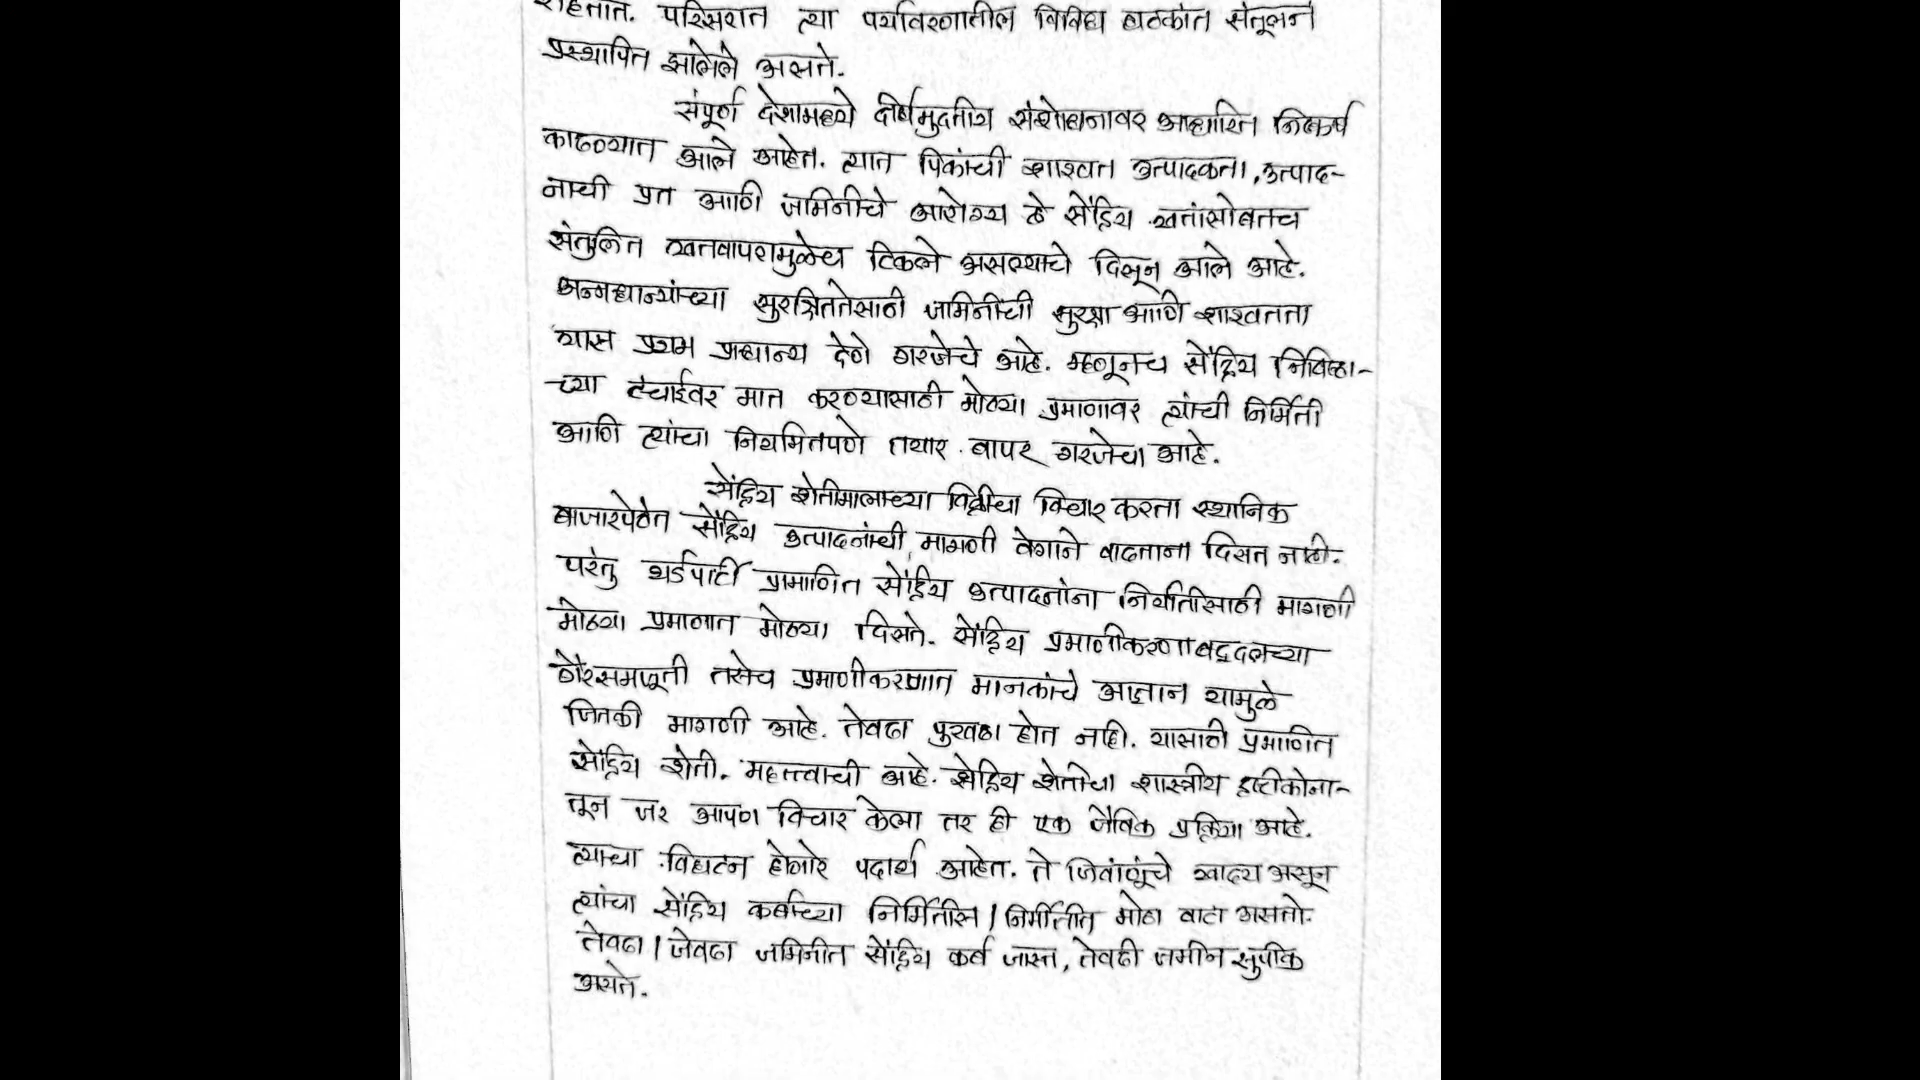 राहतात. परिसरात त्या पर्यावरणातील विविध घटकांत संतूलन
प्रस्थापित झालेले असते.
संपूर्ण देशामध्ये दीर्घमुदतीय संशोधनावर आधारित निष्कर्ष
काढण्यात आले आहेत. त्यात पिकांची शाश्वत उत्पादकता, उत्पाद-
नाची प्रत आणि जमिनीचे आरोग्य हे सेंद्रिय खतांसोबतच
संतुलित खतवापरामुळेच टिकले असल्याचे दिसून आले आहे.
अन्नधान्यांच्या सुरक्षिततेसाठी जमिनीची सुरक्षा आणि शाश्वतता
यास प्रथम प्राधान्य देणे गरजेचे आहे. म्हणूनच सेंद्रिय निविष्ठा-
च्या टंचाईवर मात करण्यासाठी मोठ्या प्रमाणावर त्यांची निर्मिती
आणि त्यांचा नियमितपणे तयार वापर गरजेचा आहे.
सेंद्रिय शेतीमालाच्या विक्रीचा विचार करता स्थानिक
बाजारपेठेत सेंद्रिय उत्पादनांची मागणी वेगाने वाढताना दिसत नाही.
परंतु थर्डपार्टी प्रामाणित सेंद्रिय उत्पादनांना निर्यातीसाठी मागणी
मोठ्या प्रमाणात मोठ्या दिसते. सेंद्रिय प्रमाणीकरणाबद्दलच्या
गैरसमजूती तसेच प्रमाणीकरणात मानकांचे अज्ञान यामुळे
जितकी मागणी आहे. तेवढा पुरवठा होत नाही. यासाठी प्रमाणित
सेंद्रिय शेती. महत्त्वाची आहे. सेंद्रिय शेतीचा शास्त्रीय दृष्टीकोना-
तून जर आपण विचार केला तर ही एक जैविक प्रक्रिया आहे.
त्याचा विघटन होणारे पदार्थ आहेत. ते जिवांणूंचे खाद्य असून
त्यांचा सेंद्रिय कर्बाच्या निर्मितीस / निर्मीतीत मोठा वाटा असतो.
तेवढा / जेवढा जमिनीत सेंद्रिय कर्ब जास्त, तेवढी जमीन सुपीक
असते.